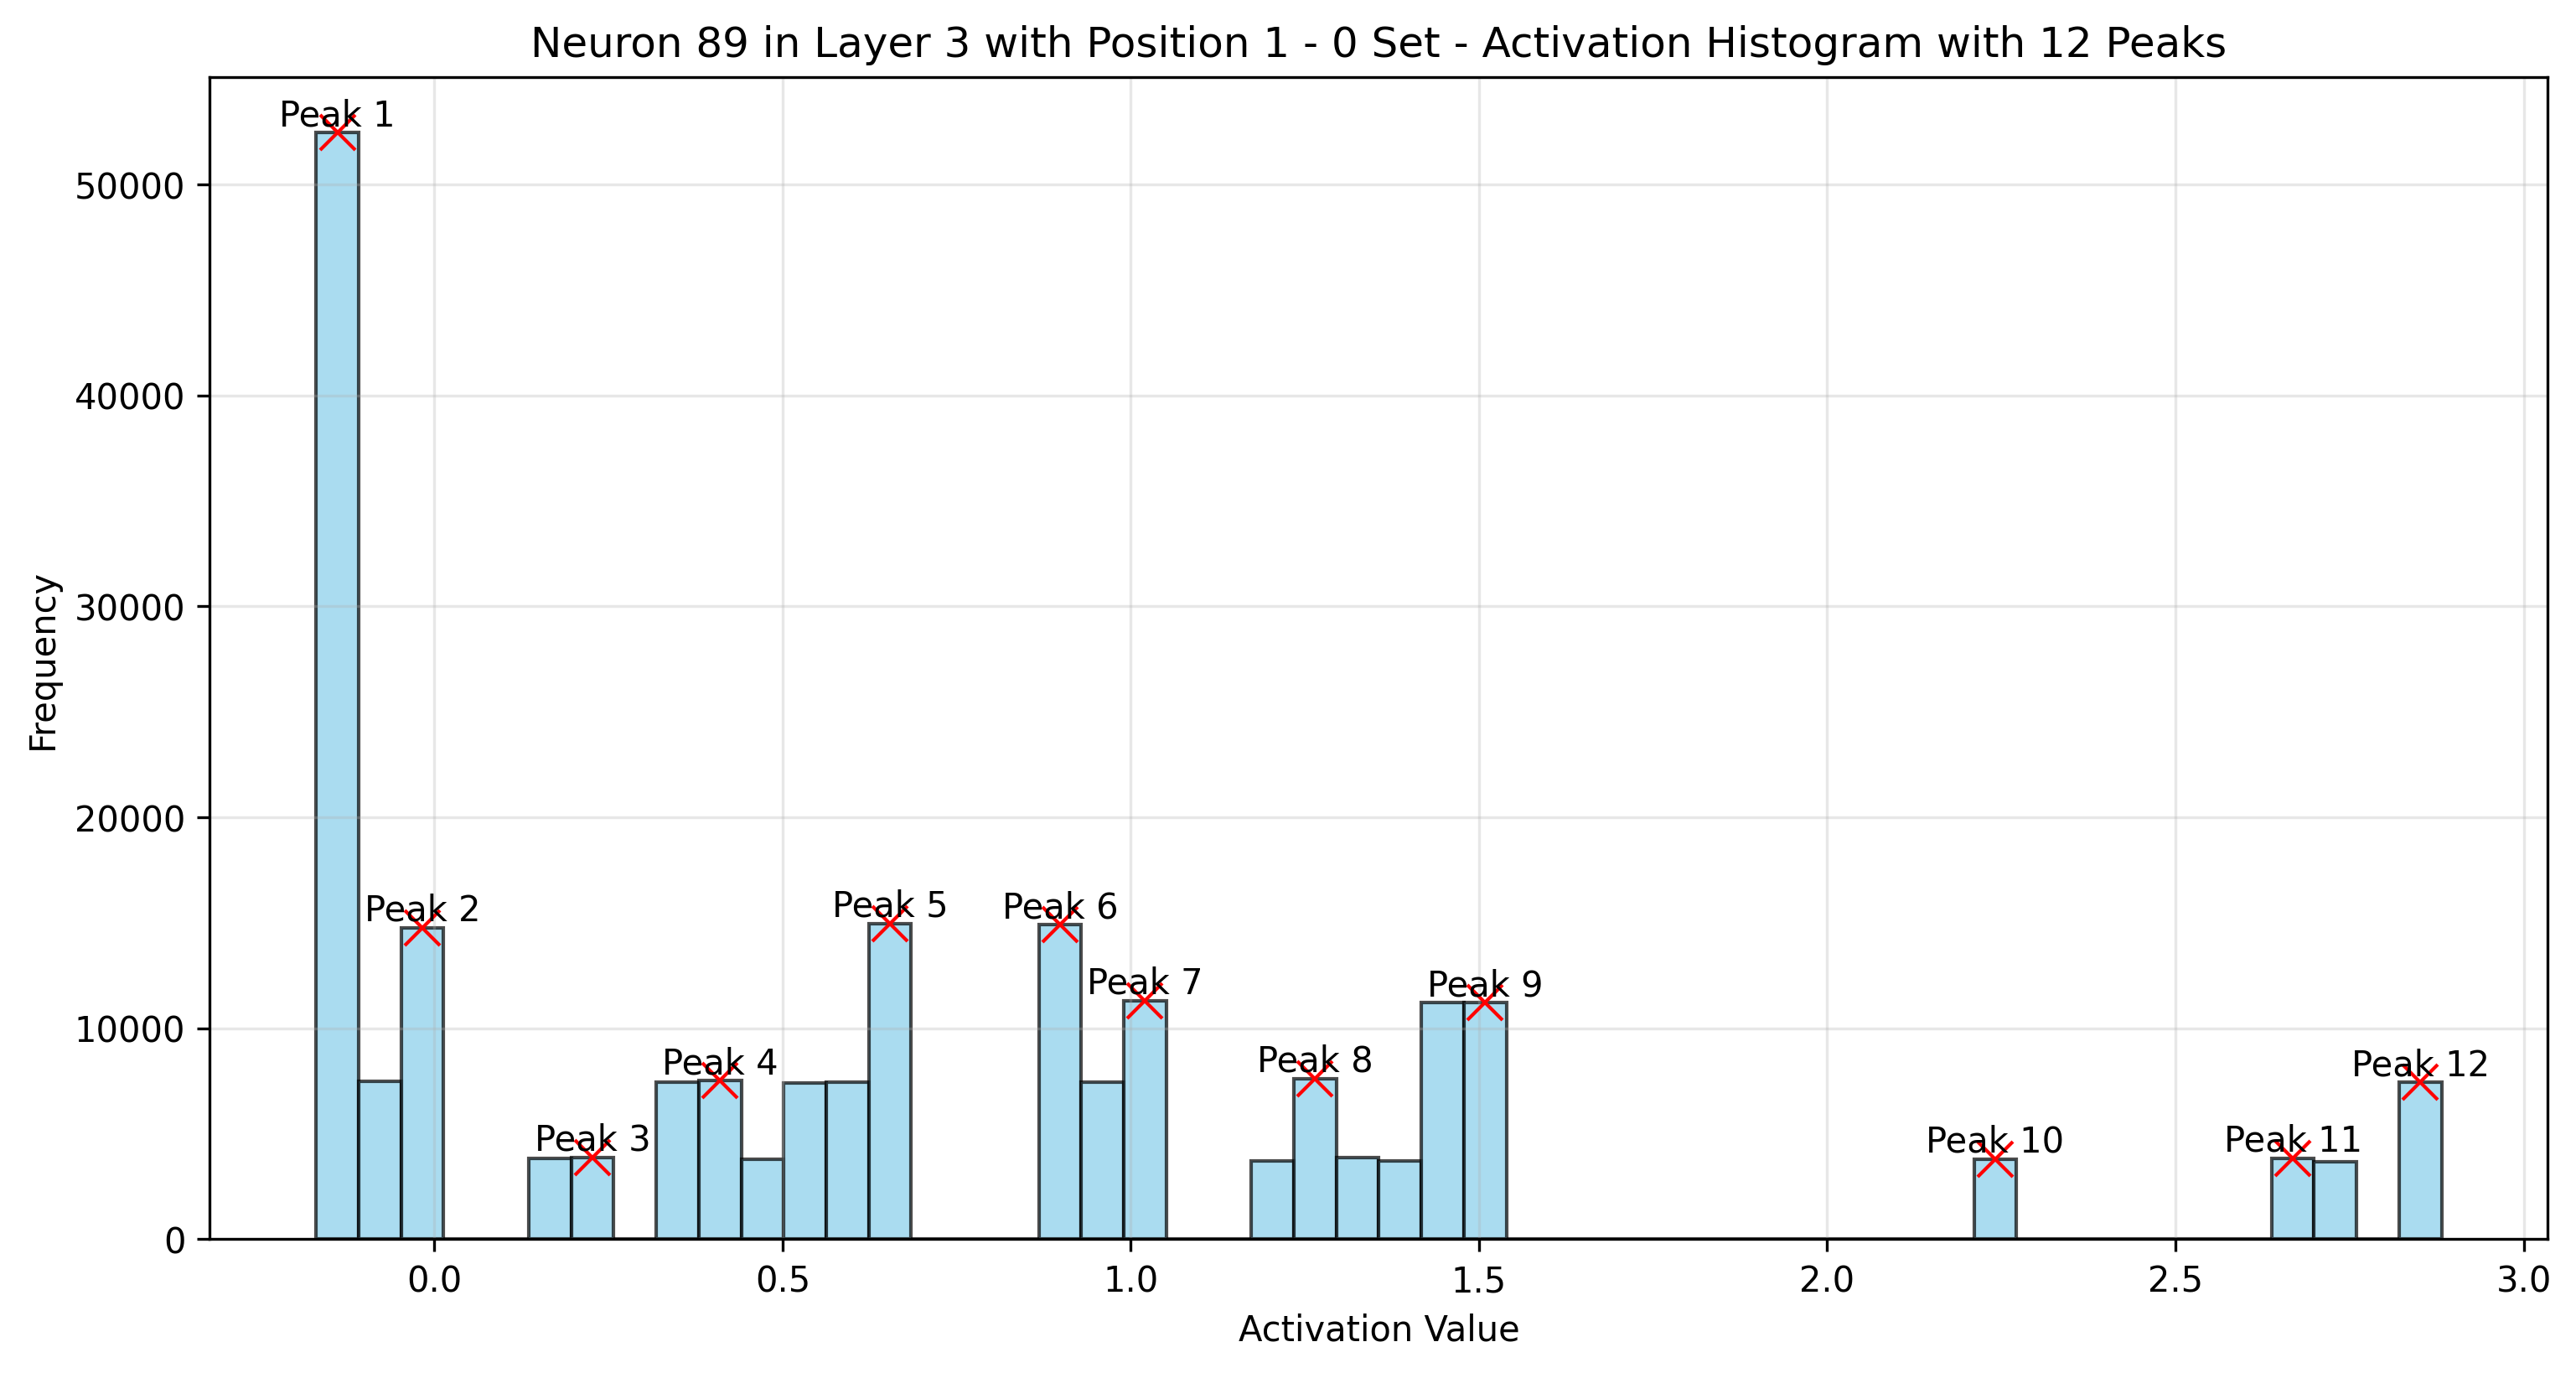 Neuron 89 in Layer 3 with Position 1 - 0 Set - Activation Histogram with 12 Peaks
Peak 1
50000
40000
30000
20000
10000
0
Frequency
Peak 2
Peak 3
Peak 4
Peak 5
Peak 6
Peak 7
Peak 8
Peak 9
Peak 10
Peak 11
Peak 12
0.0
0.5
1.0
1.5
2.0
2.5
3.0
Activation Value